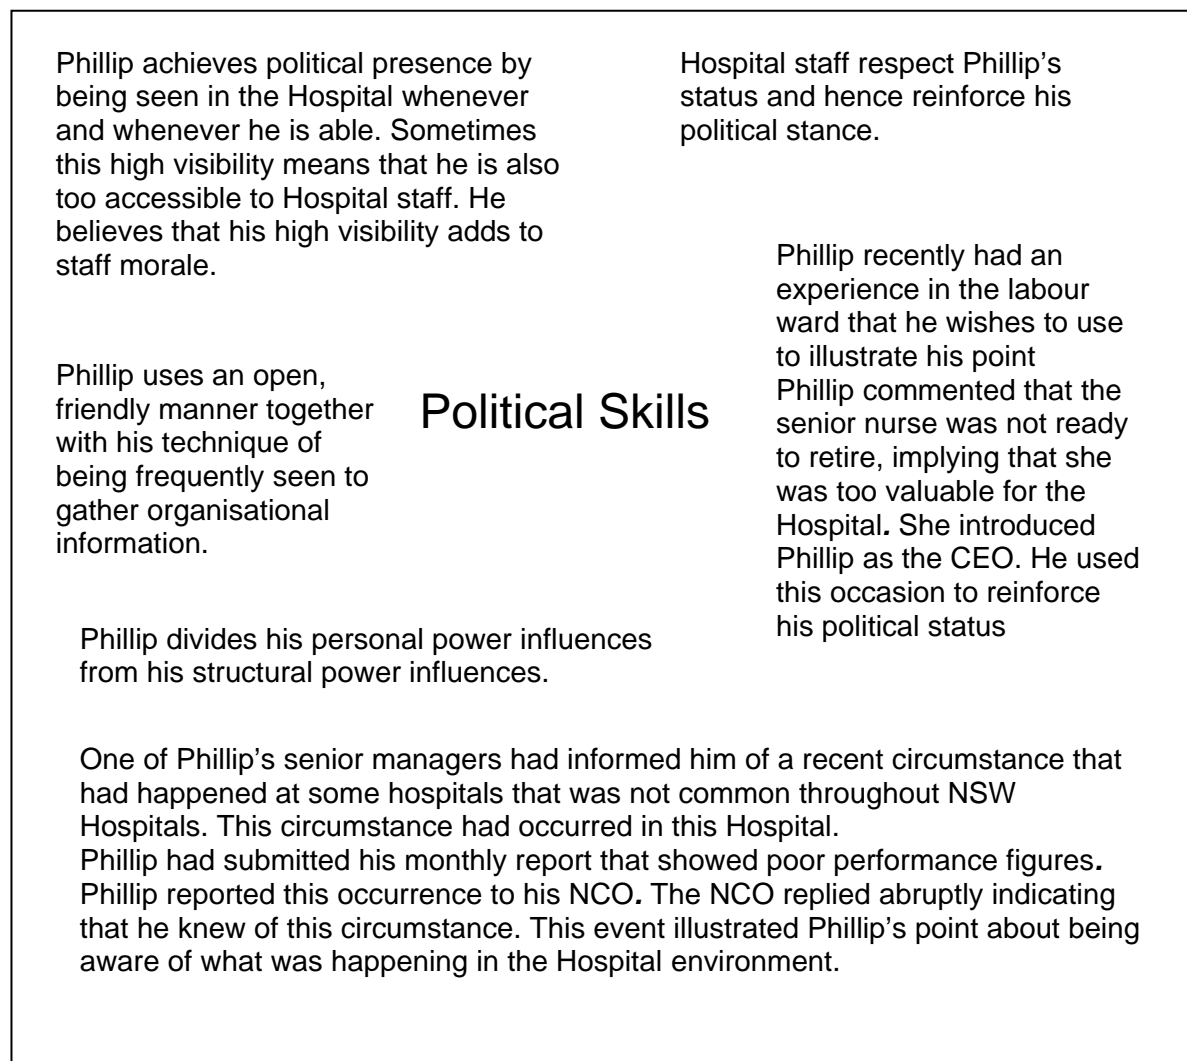 Phillip achieves political presence by
being seen in the Hospital whenever
and whenever he is able. Sometimes
this high visibility means that he is also
too accessible to Hospital staff. He
believes that his high visibility adds to
staff morale.
Hospital staff respect Phillip's
status and hence reinforce his
political stance.
Phillip recently had an
experience in the labour
ward that he wishes to use
to illustrate his point
Phillip commented that the
senior nurse was not ready
to retire, implying that she
was too valuable for the
Hospital. She introduced
Phillip as the CEO. He used
this occasion to reinforce
his political status
Phillip uses an open,
friendly manner together
with his technique of
being frequently seen to
gather organisational
information.
Political Skills
Phillip divides his personal power influences
from his structural power influences.
One of Phillip's senior managers had informed him of a recent circumstance that
had happened at some hospitals that was not common throughout NSW
Hospitals. This circumstance had occurred in this Hospital.
Phillip had submitted his monthly report that showed poor performance figures.
Phillip reported this occurrence to his NCO. The NCO replied abruptly indicating
that he knew of this circumstance. This event illustrated Phillip's point about being
aware of what was happening in the Hospital environment.